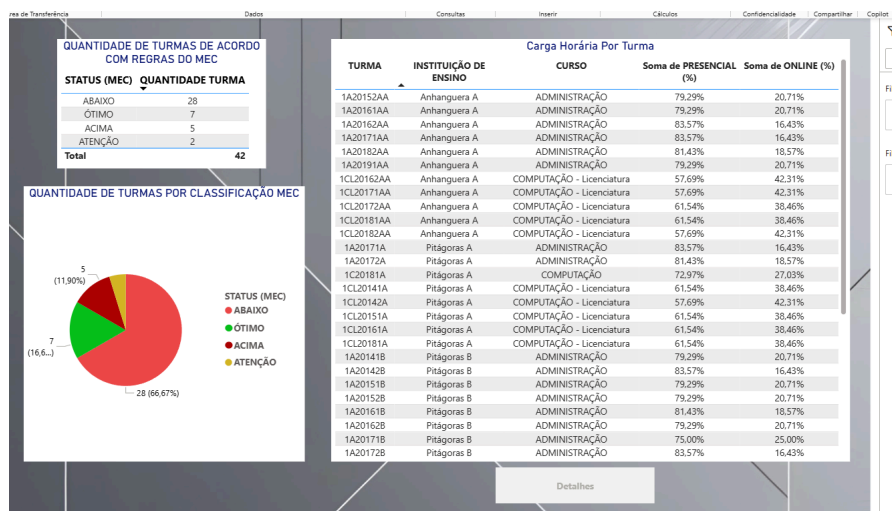 rea de Transferência Dados Consultas Inserir Cálculos Confidencialidade Compartilhar Copilot
QUANTIDADE DE TURMAS DE ACORDO
COM REGRAS DO MEC
STATUS (MEC) QUANTIDADE TURMA
ABAIXO 28
ÓTIMO 7
ACIMA 5
ATENÇÃO 2
Total 42
QUANTIDADE DE TURMAS POR CLASSIFICAÇÃO MEC
5
(11,90%)
7
(16,6...)
28 (66,67%)
STATUS (MEC)
ABAIXO
ÓTIMO
ACIMA
ATENÇÃO
Carga Horária Por Turma
TURMA INSTITUIÇÃO DE ENSINO CURSO Soma de PRESENCIAL (%) Soma de ONLINE (%)
1A20152AA Anhanguera A ADMINISTRAÇÃO 79,29% 20,71%
1A20161AA Anhanguera A ADMINISTRAÇÃO 79,29% 20,71%
1A20162AA Anhanguera A ADMINISTRAÇÃO 83,57% 16,43%
1A20171AA Anhanguera A ADMINISTRAÇÃO 83,57% 16,43%
1A20182AA Anhanguera A ADMINISTRAÇÃO 81,43% 18,57%
1A20191AA Anhanguera A ADMINISTRAÇÃO 79,29% 20,71%
1CL20162AA Anhanguera A COMPUTAÇÃO - Licenciatura 57,69% 42,31%
1CL20171AA Anhanguera A COMPUTAÇÃO - Licenciatura 57,69% 42,31%
1CL20172AA Anhanguera A COMPUTAÇÃO - Licenciatura 61,54% 38,46%
1CL20181AA Anhanguera A COMPUTAÇÃO - Licenciatura 61,54% 38,46%
1CL20182AA Anhanguera A COMPUTAÇÃO - Licenciatura 57,69% 42,31%
1A20171A Pitágoras A ADMINISTRAÇÃO 83,57% 16,43%
1A20172A Pitágoras A ADMINISTRAÇÃO 81,43% 18,57%
1C20181A Pitágoras A COMPUTAÇÃO 72,97% 27,03%
1CL20141A Pitágoras A COMPUTAÇÃO - Licenciatura 61,54% 38,46%
1CL20142A Pitágoras A COMPUTAÇÃO - Licenciatura 57,69% 42,31%
1CL20151A Pitágoras A COMPUTAÇÃO - Licenciatura 61,54% 38,46%
1CL20161A Pitágoras A COMPUTAÇÃO - Licenciatura 61,54% 38,46%
1CL20181A Pitágoras A COMPUTAÇÃO - Licenciatura 61,54% 38,46%
1A20141B Pitágoras B ADMINISTRAÇÃO 79,29% 20,71%
1A20142B Pitágoras B ADMINISTRAÇÃO 83,57% 16,43%
1A20151B Pitágoras B ADMINISTRAÇÃO 79,29% 20,71%
1A20152B Pitágoras B ADMINISTRAÇÃO 79,29% 20,71%
1A20161B Pitágoras B ADMINISTRAÇÃO 81,43% 18,57%
1A20162B Pitágoras B ADMINISTRAÇÃO 79,29% 20,71%
1A20171B Pitágoras B ADMINISTRAÇÃO 75,00% 25,00%
1A20172B Pitágoras B ADMINISTRAÇÃO 83,57% 16,43%
Detalhes
Fi
Fi